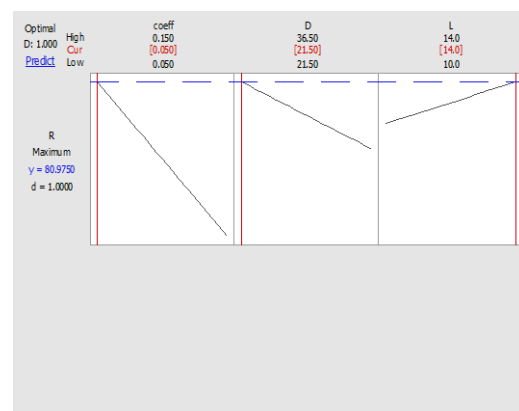 Optimal
D: 1.000
Predict
High
Cur
Low
coeff
0.150
[0.050]
0.050
D
36.50
[21.50]
21.50
L
14.0
[14.0]
10.0
R
Maximum
y = 80.9750
d = 1.0000